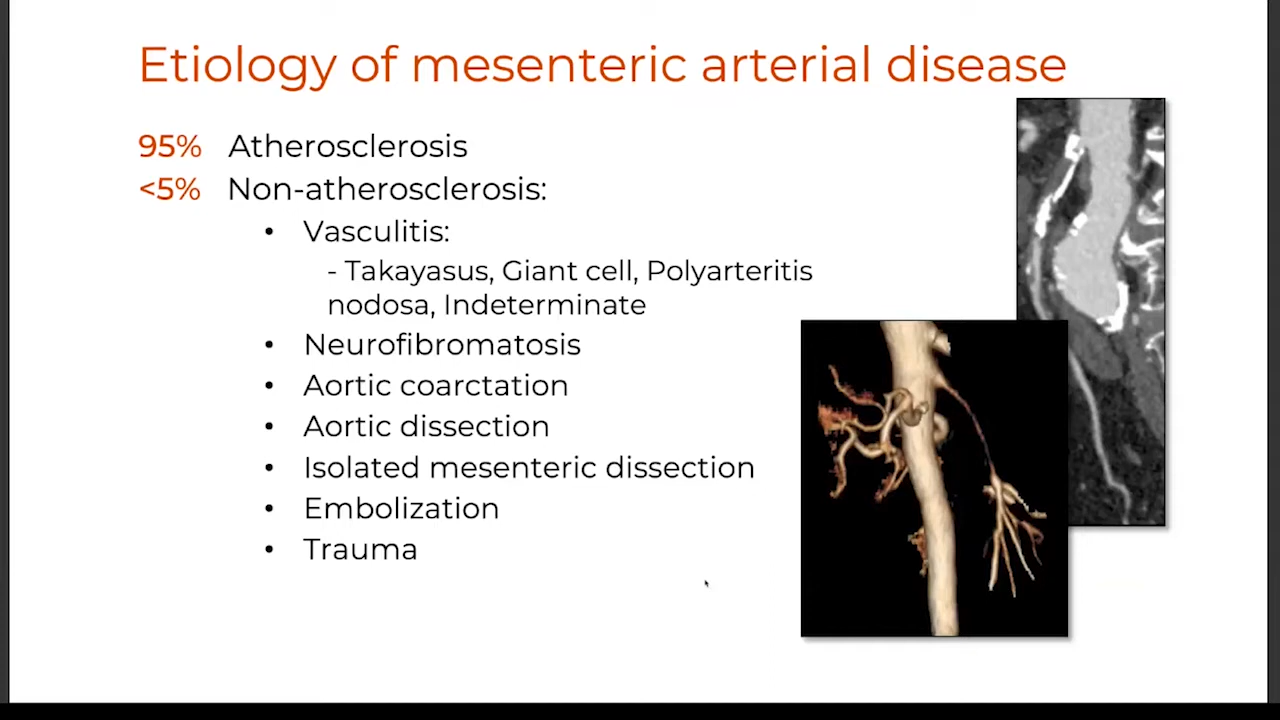 Etiology of mesenteric arterial disease
95% Atherosclerosis
<5% Non-atherosclerosis:
• Vasculitis:
- Takayasus, Giant cell, Polyarteritis
nodosa, Indeterminate
• Neurofibromatosis
• Aortic coarctation
• Aortic dissection
• Isolated mesenteric dissection
• Embolization
• Trauma